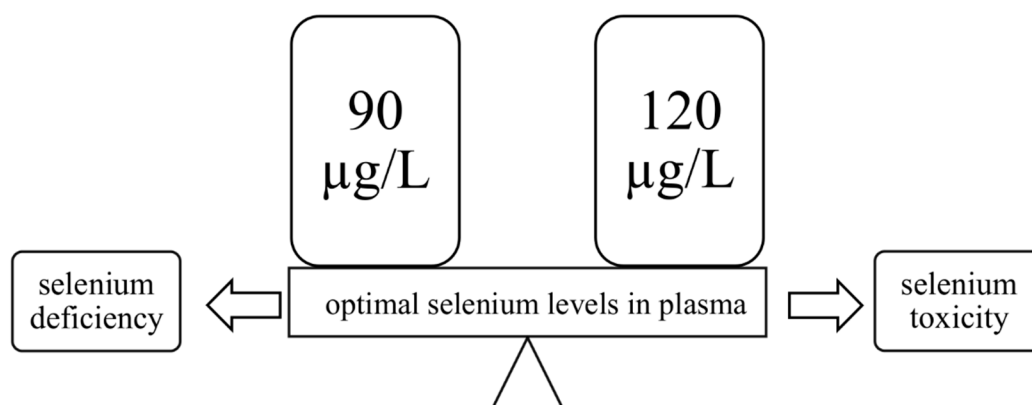 90
µg/L
120
µg/L
selenium
deficiency
optimal selenium levels in plasma
selenium
toxicity